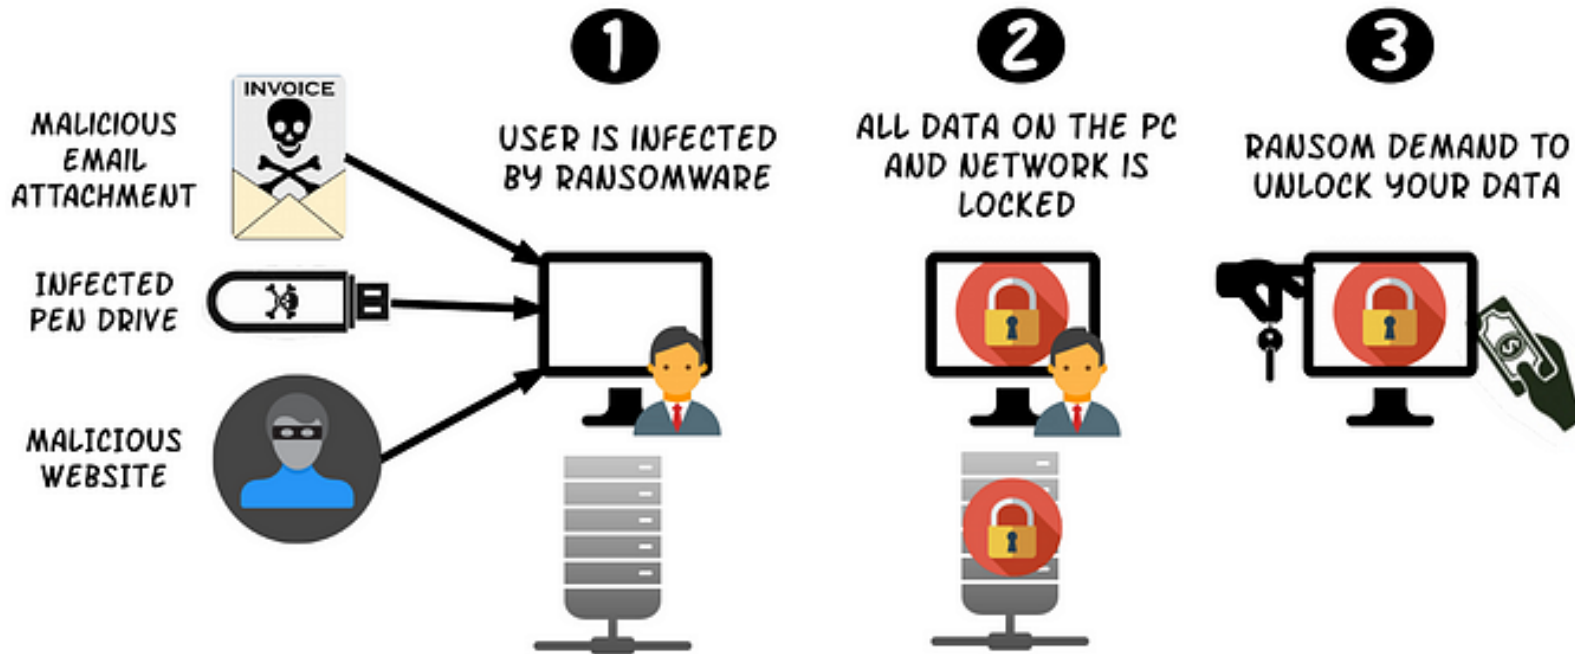 1
2
3
INVOICE
MALICIOUS
EMAIL
ATTACHMENT
INFECTED
PEN DRIVE
MALICIOUS
WEBSITE
USER IS INFECTED
BY RANSOMWARE
ALL DATA ON THE PC
AND NETWORK IS
LOCKED
RANSOM DEMAND TO
UNLOCK YOUR DATA
$